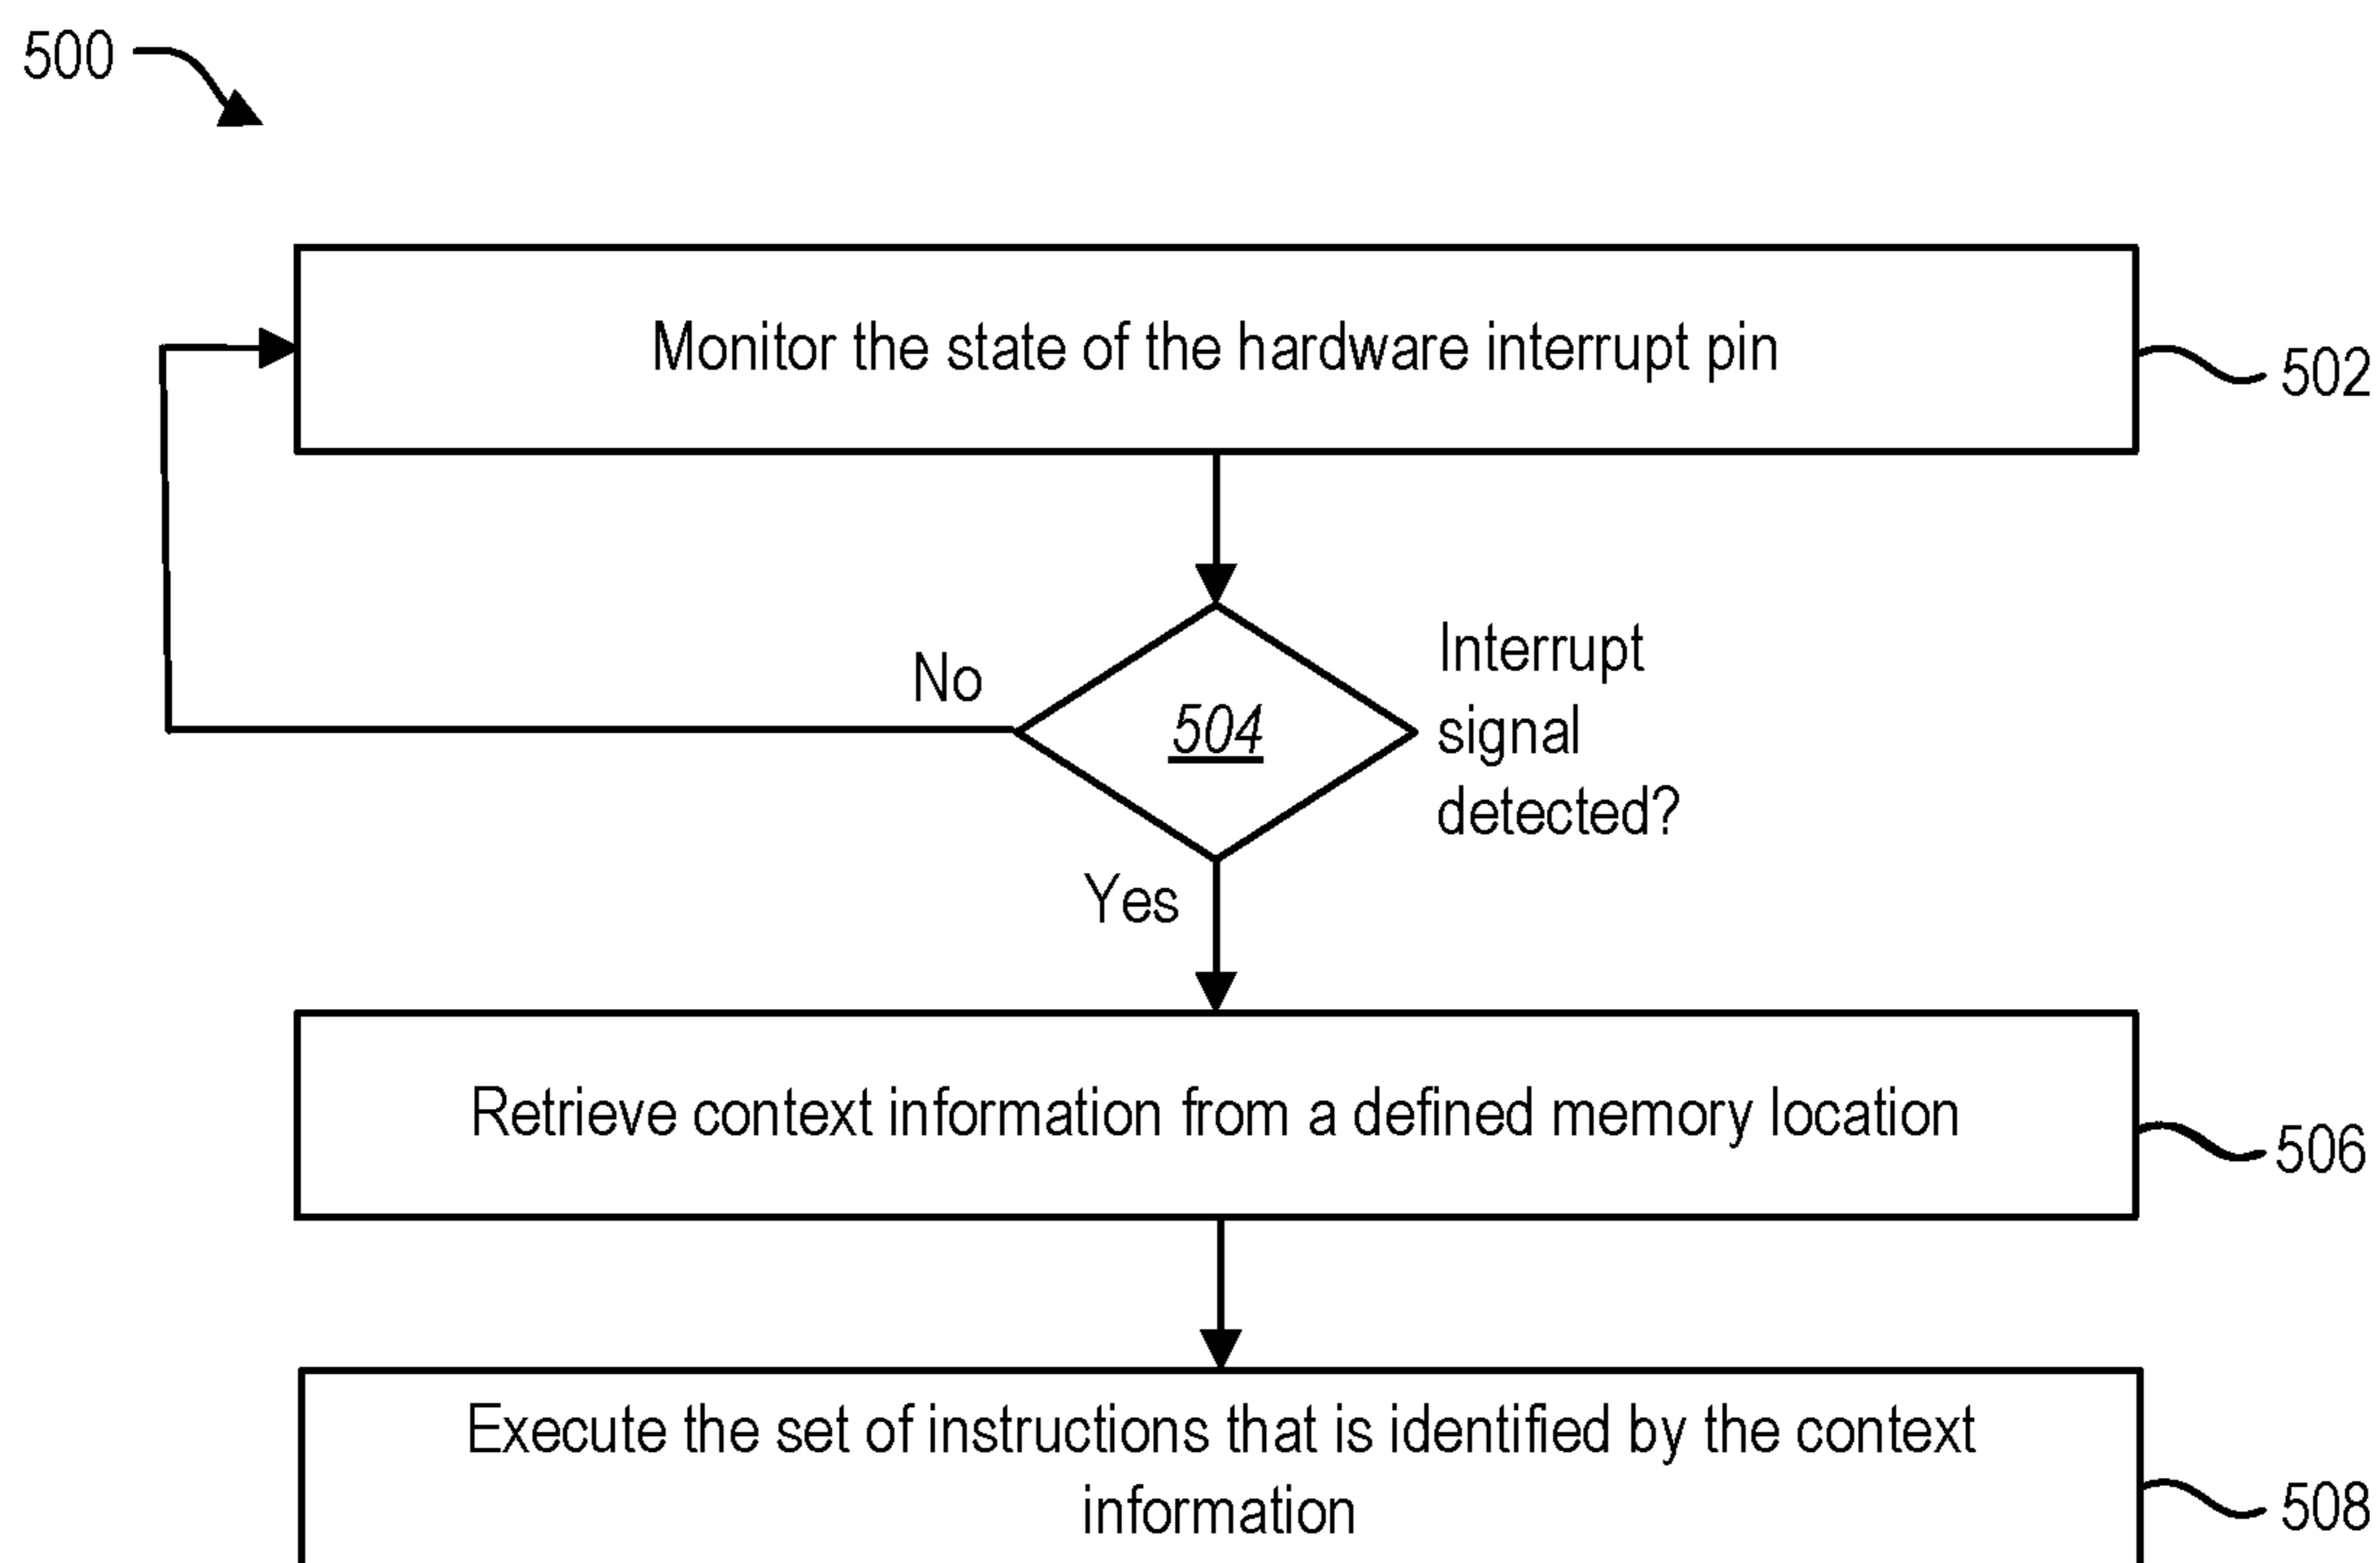 500
Monitor the state of the hardware interrupt pin
502
No
504
Interrupt
signal
detected?
Yes
Retrieve context information from a defined memory location
506
Execute the set of instructions that is identified by the context
information
508